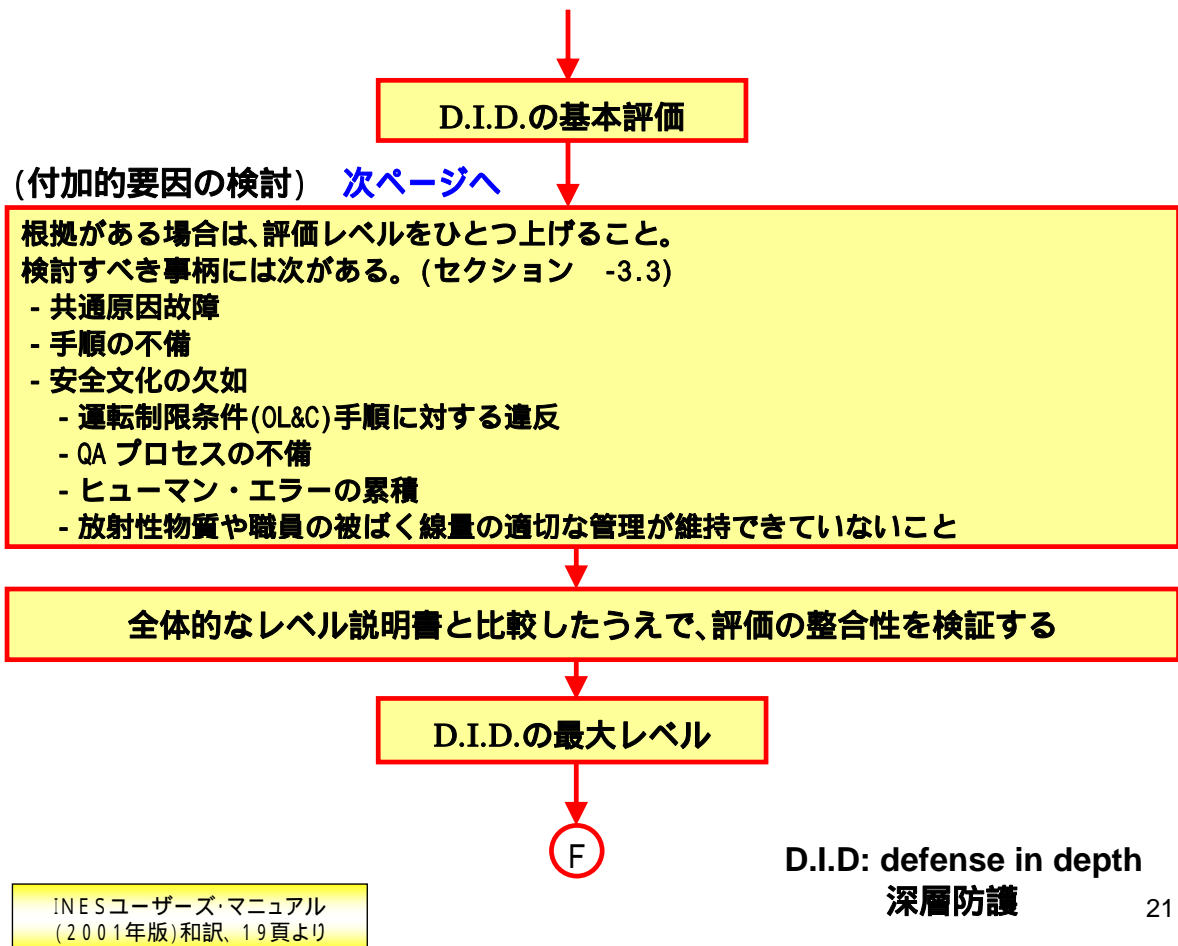 D.I.D.の基本評価
(付加的要因の検討) 次ページへ
根拠がある場合は、評価レベルをひとつ上げること。
検討すべき事柄には次がある。(セクション -3.3)
- 共通原因故障
- 手順の不備
- 安全文化の欠如
- 運転制限条件(OL&C)手順に対する違反
- QA プロセスの不備
- ヒューマン・エラーの累積
- 放射性物質や職員の被ばく線量の適切な管理が維持できていないこと
全体的なレベル説明書と比較したうえで、評価の整合性を検証する
D.I.D.の最大レベル
F
D.I.D: defense in depth
深層防護
21
INESユーザーズ・マニュアル
(2001年版)和訳、19頁より